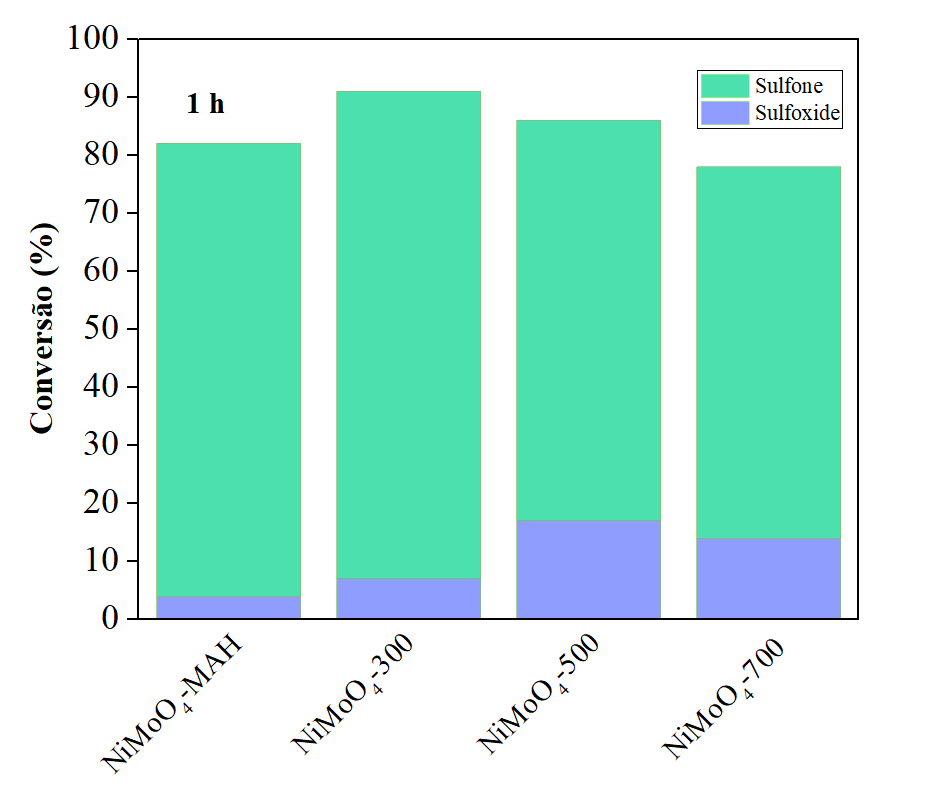 100
90
80
70
60
50
40
30
20
10
0
Conversão (%)
1 h
Sulfone
Sulfoxide
NiMoO₄-MAH
NiMoO₄-300
NiMoO₄-500
NiMoO₄-700